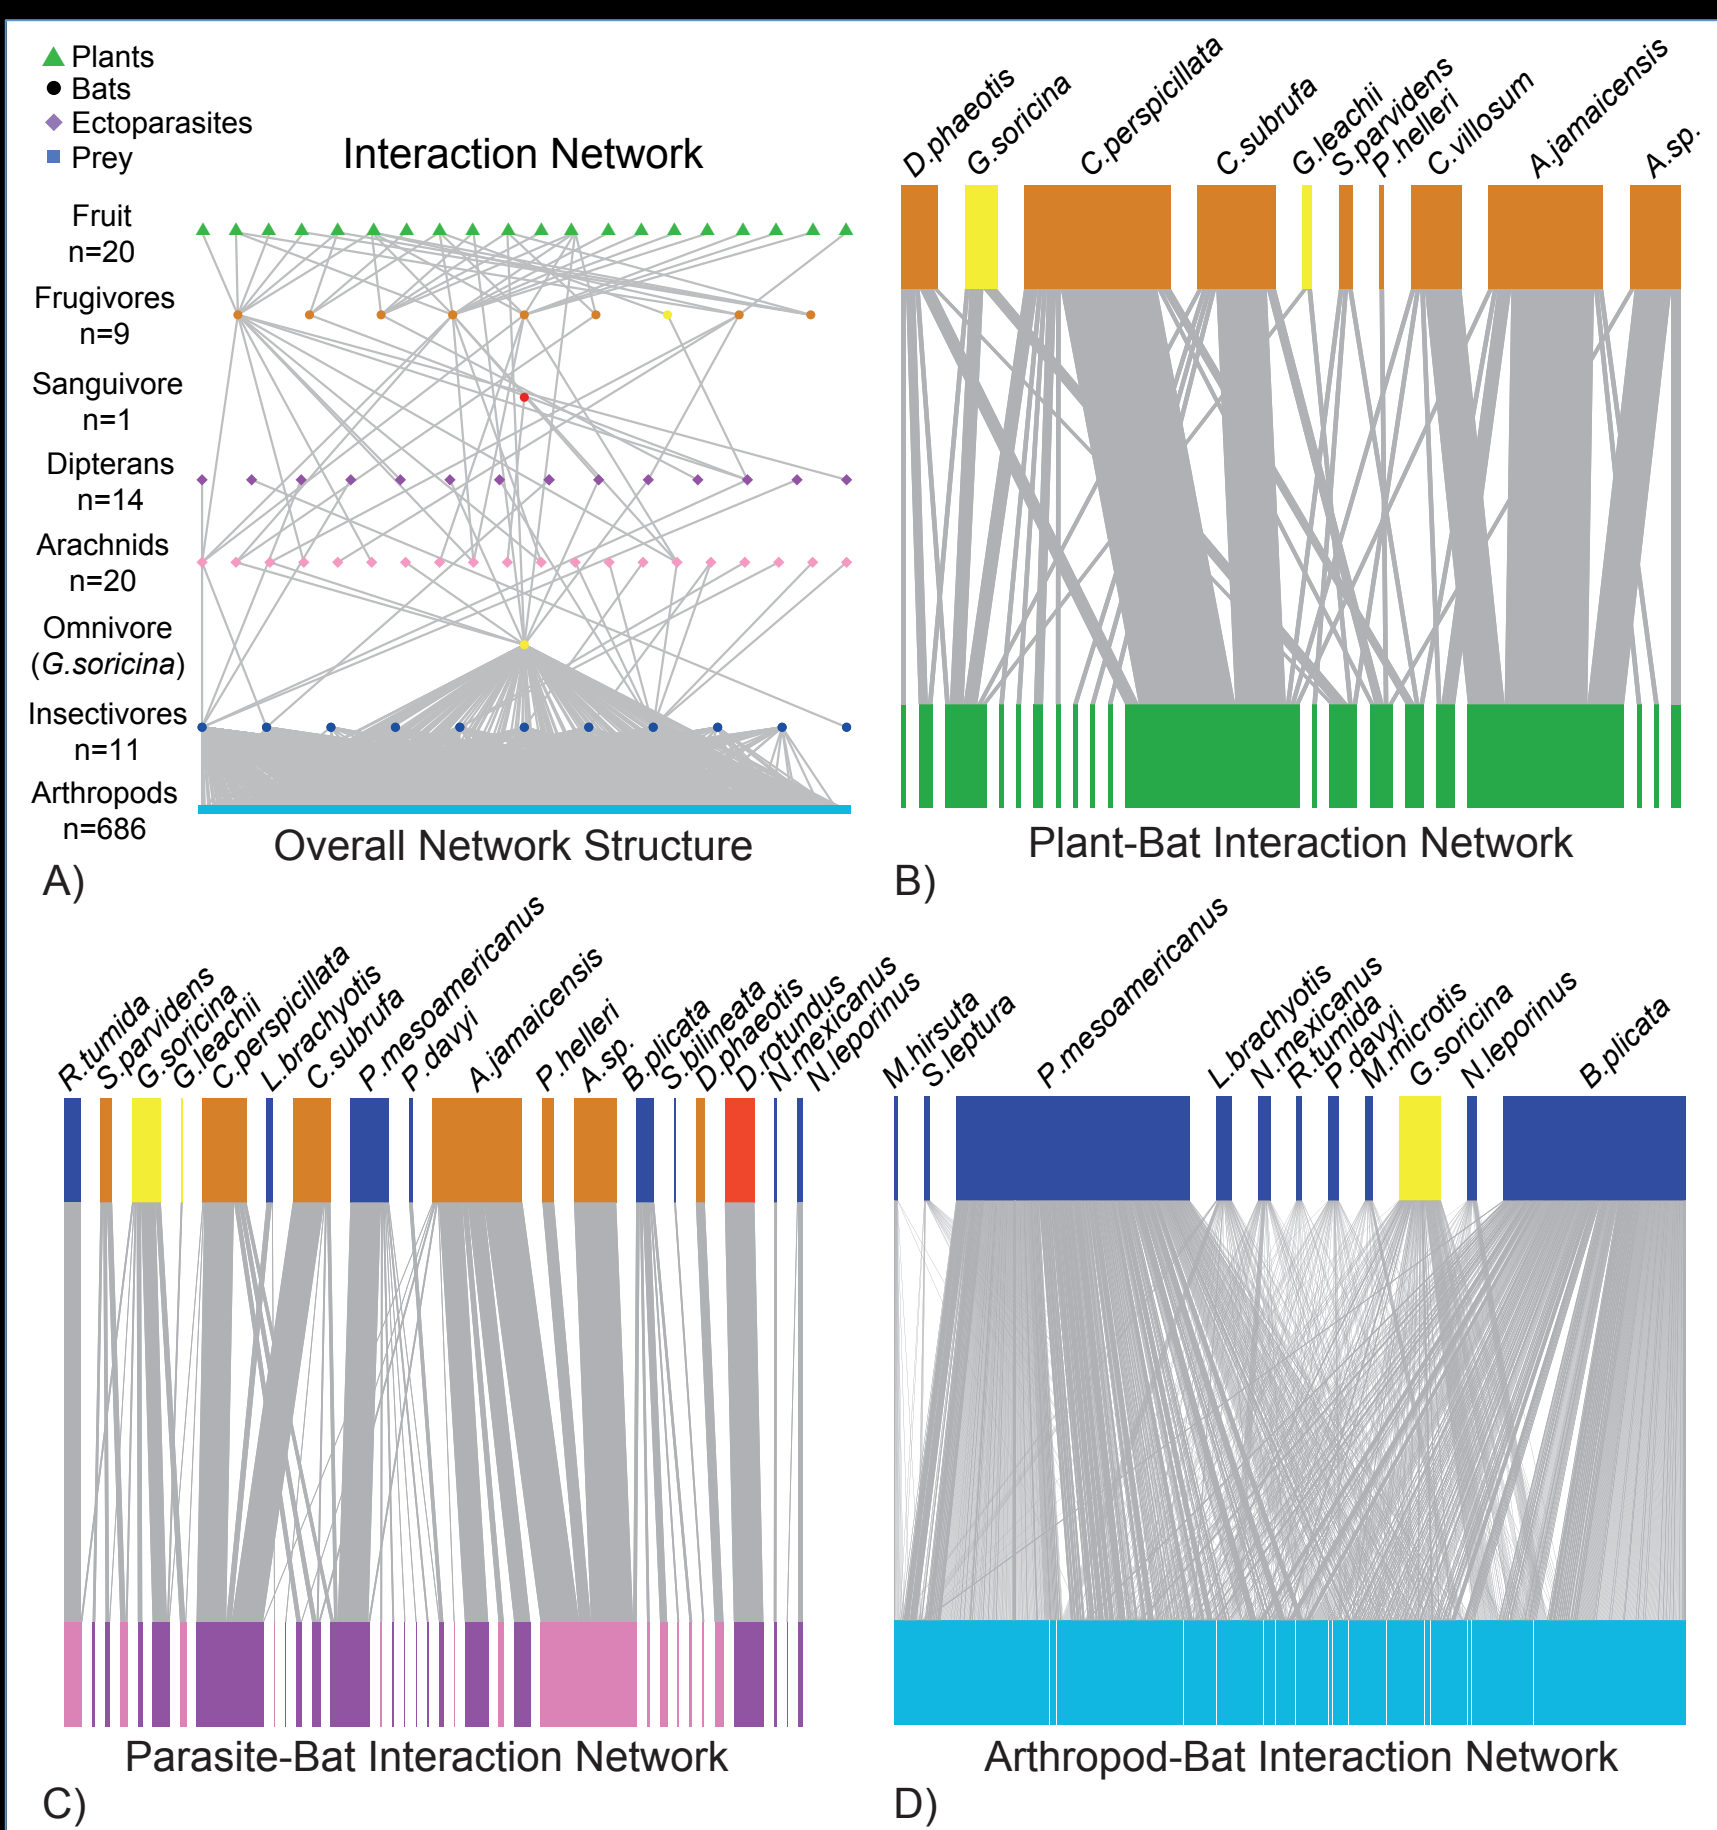 Plants
Bats
Ectoparasites
Prey
Interaction Network
Fruit
n=20
Frugivores
n=9
Sanguivore
n=1
Dipterans
n=14
Arachnids
n=20
Omnivore
(G.soricina)
Insectivores
n=11
Arthropods
n=686
Overall Network Structure
A)
D.phaeotis
G.soricina
C.perspicillata
C.subrufa
G.leachii
S.parvidens
P.helleri
C.villosum
A.jamaicensis
A.sp.
Plant-Bat Interaction Network
B)
R.tumida
S.parvidens
G.soricina
G.leachii
C.perspicillata
L.brachyotis
C.subrufa
P.mesoamericanus
P.davyi
A.jamaicensis
P.helleri
A.sp.
B.plicata
S.bilineata
D.phaeotis
D.rotundus
N.mexicanus
N.leporinus
Parasite-Bat Interaction Network
C)
M.hirsuta
S.leptura
P.mesoamericanus
L.brachyotis
N.mexicanus
R.tumida
P.davyi
M.microtis
G.soricina
N.leporinus
B.plicata
Arthropod-Bat Interaction Network
D)